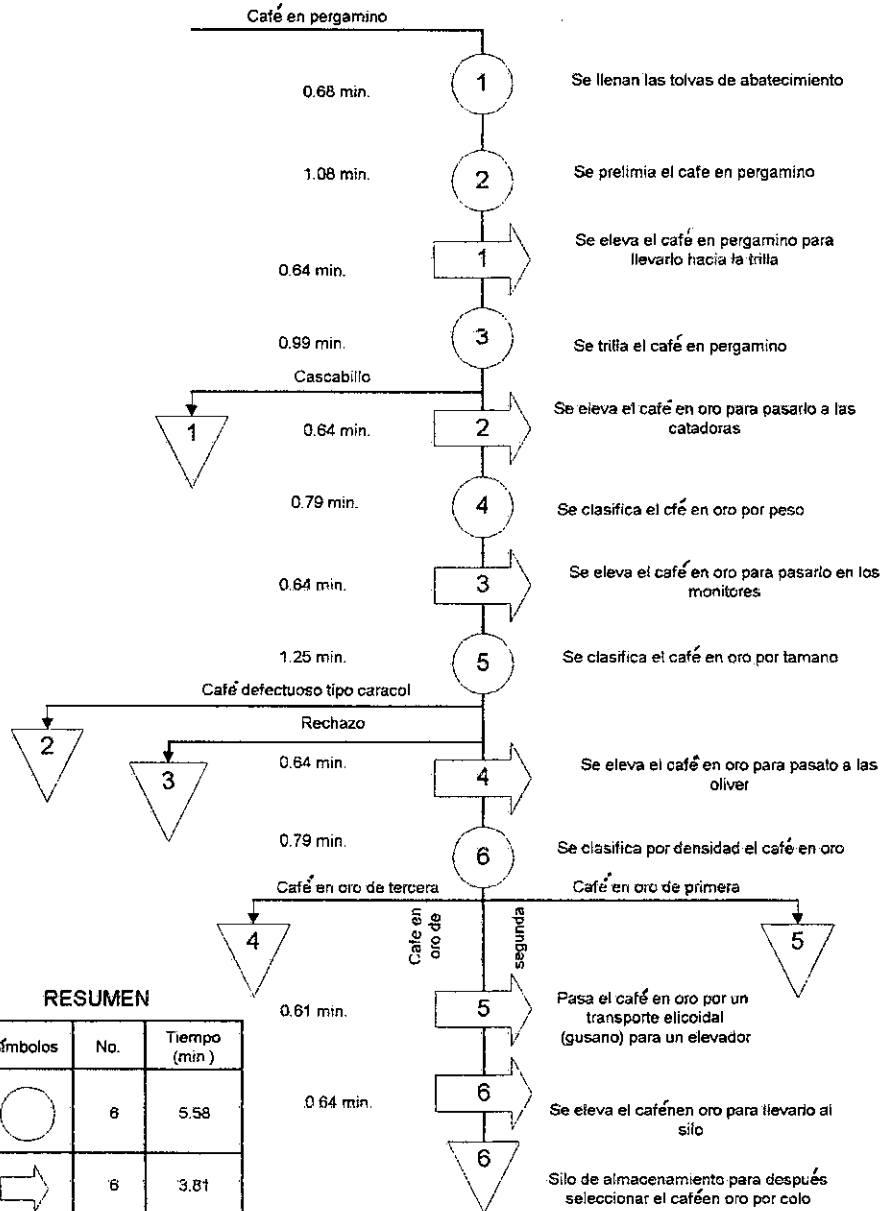 Café en pergamino
0.68 min.
1
Se llenan las tolvas de abatecimiento
1.08 min.
2
Se prelimia el cafe en pergamino
0.64 min.
1
Se eleva el café en pergamino para
llevarlo hacia la trilla
0.99 min.
3
Se trilla el café en pergamino
Cascabillo
1
0.64 min.
2
Se eleva el café en oro para pasarlo a las
catadoras
0.79 min.
4
Se clasifica el cfé en oro por peso
0.64 min.
3
Se eleva el café en oro para pasarlo en los
monitores
1.25 min.
5
Se clasifica el café en oro por tamano
Café defectuoso tipo caracol
2
Rechazo
3
0.64 min.
4
Se eleva el café en oro para pasato a las
oliver
0.79 min.
6
Se clasifica por densidad el café en oro
Café en oro de tercera
Café en oro de primera
4
Cafe en
oro de
segunda
5
0.61 min.
5
Pasa el café en oro por un
transporte elicoidal
(gusano) para un elevador
0 64 min.
6
Se eleva el cafénen oro para llevarlo al
silo
6
Silo de almacenamiento para después
seleccionar el caféen oro por colo
RESUMEN
ímbolos No. Tiempo
(min )
6 5.58
6 3.81